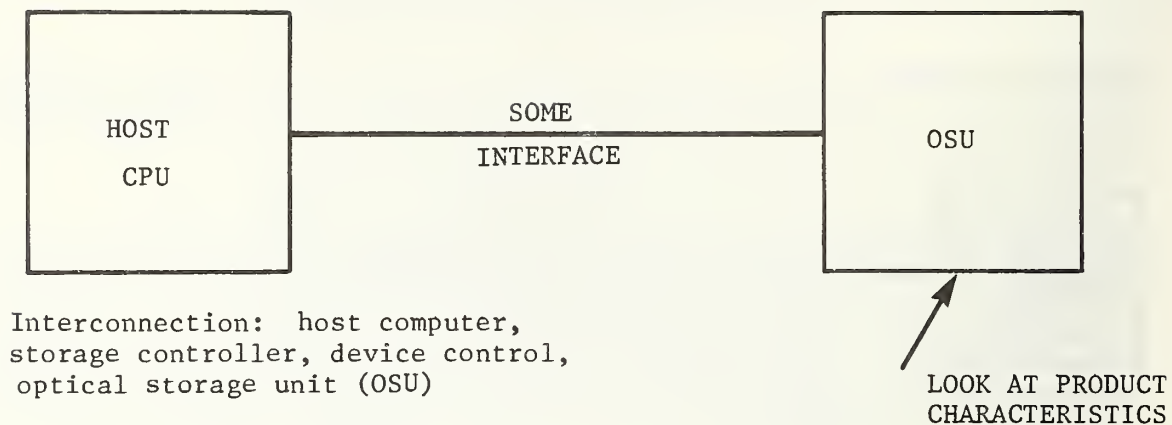 HOST
CPU
SOME
INTERFACE
OSU
Interconnection: host computer,
storage controller, device control,
optical storage unit (OSU)
LOOK AT PRODUCT
CHARACTERISTICS